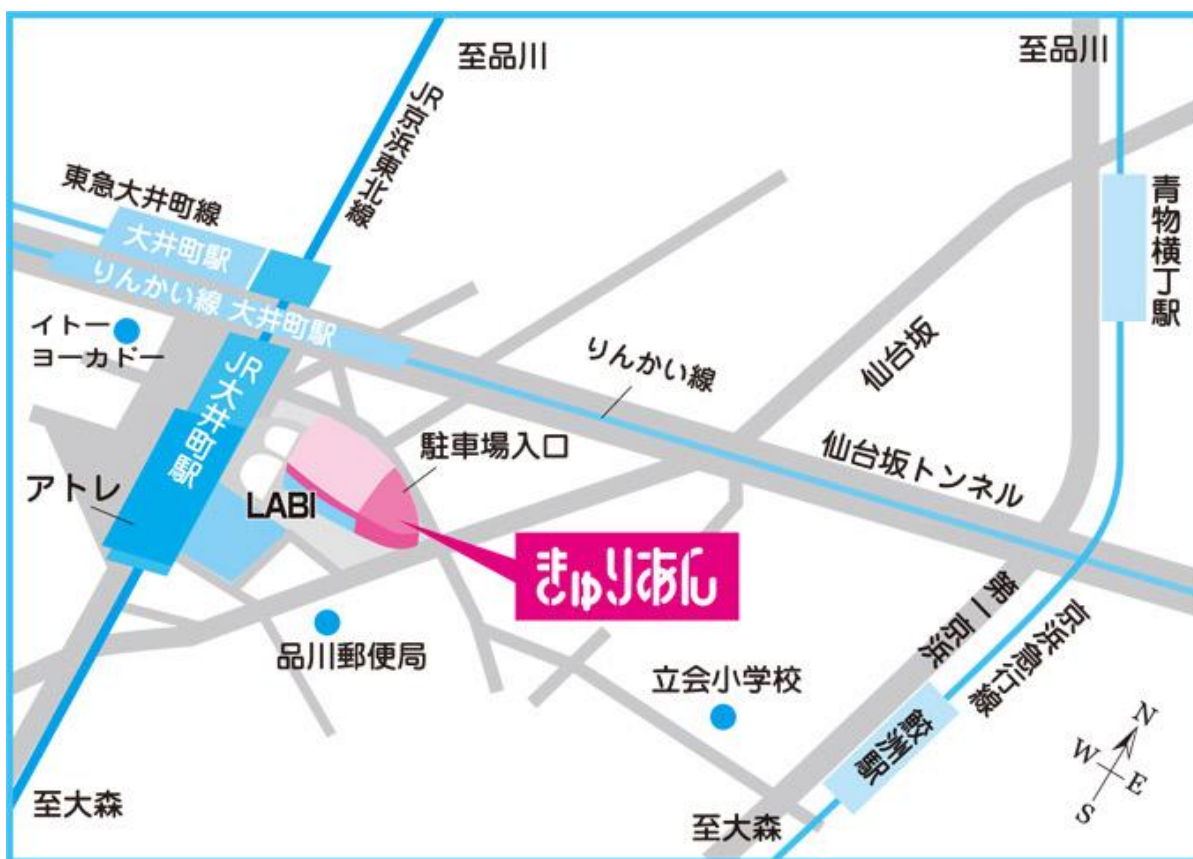 至品川
至品川
JR京浜東北線
東急大井町線
大井町駅
りんかい線 大井町駅
青物横丁駅
イトー
ヨーカドー
りんかい線
仙台坂
JR大井町駅
駐車場入口
仙台坂トンネル
アトレ
LABI
きゅりあん
第一京浜
京浜急行線
品川郵便局
立会小学校
鮫洲駅
N
W
E
S
至大森
至大森